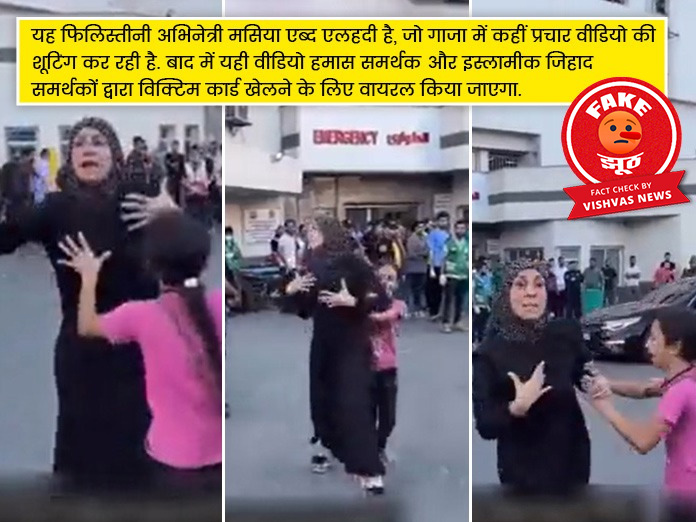 यह फिलिस्तीनी अभिनेत्री मसिया एब्द एलहदी है, जो गाजा में कहीं प्रचार वीडियो की
शूटिंग कर रही है. बाद में यही वीडियो हमास समर्थक और इस्लामीक जिहाद
समर्थकों द्वारा विक्टिम कार्ड खेलने के लिए वायरल किया जाएगा.
FAKE
झूठ
FACT CHECK BY
VISHVAS NEWS
EMERGENCY الطوارئ